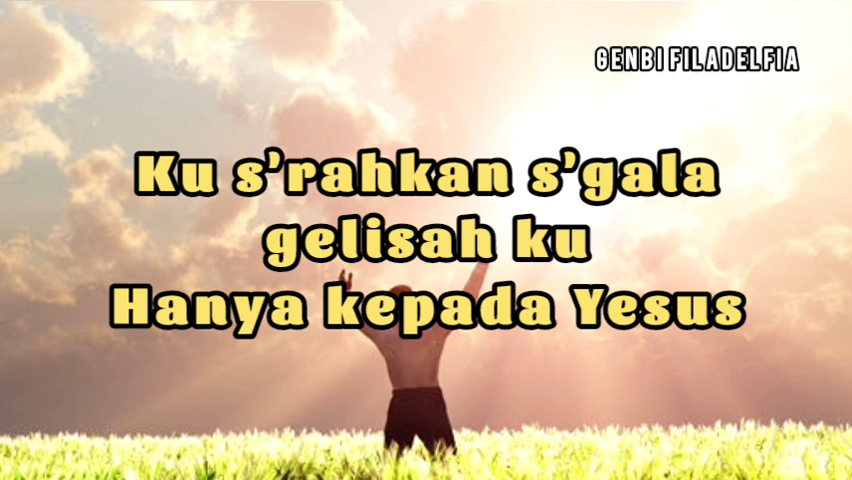 GENBI FILADELFIA
Ku s’rahkan s’gala
gelisah ku
Hanya kepada Yesus